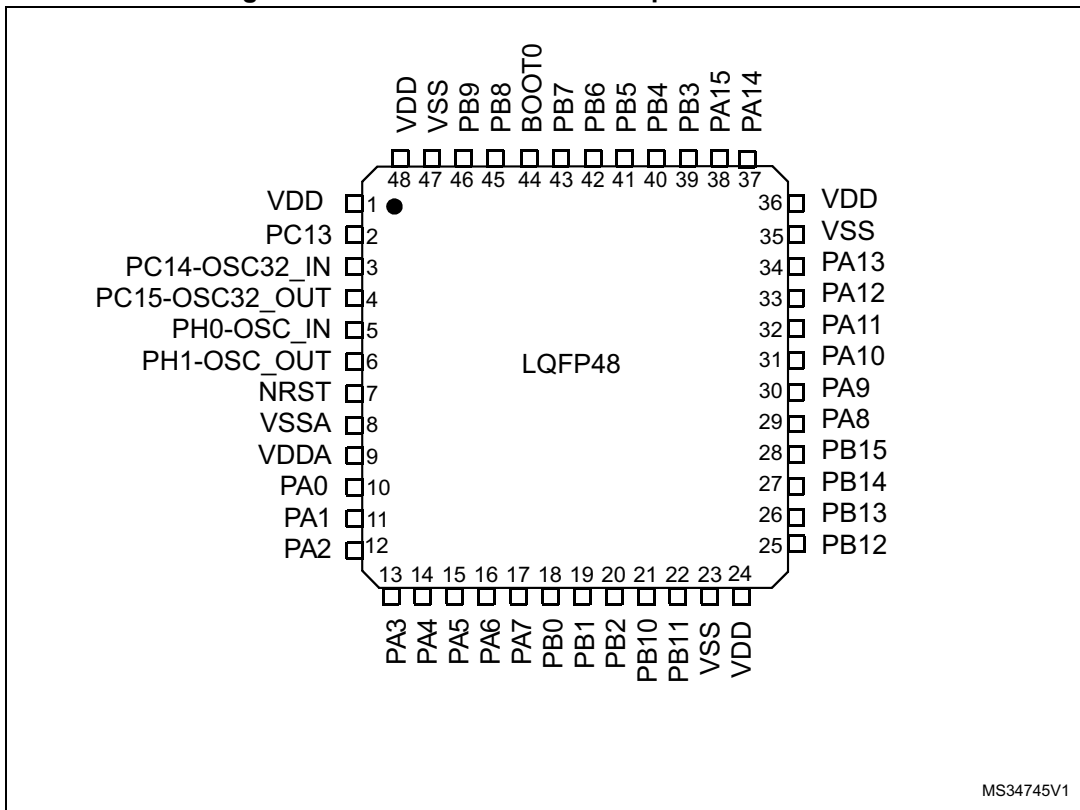 VDD
VSS
PB9
PB8
BOOT0
PB7
PB6
PB5
PB4
PB3
PA15
PA14
48 47 46 45 44 43 42 41 40 39 38 37
VDD 1
PC13 2
PC14-OSC32_IN 3
PC15-OSC32_OUT 4
PH0-OSC_IN 5
PH1-OSC_OUT 6
NRST 7
VSSA 8
VDDA 9
PA0 10
PA1 11
PA2 12
LQFP48
36 VDD
35 VSS
34 PA13
33 PA12
32 PA11
31 PA10
30 PA9
29 PA8
28 PB15
27 PB14
26 PB13
25 PB12
13 14 15 16 17 18 19 20 21 22 23 24
PA3
PA4
PA5
PA6
PA7
PB0
PB1
PB2
PB10
PB11
VSS
VDD
MS34745V1